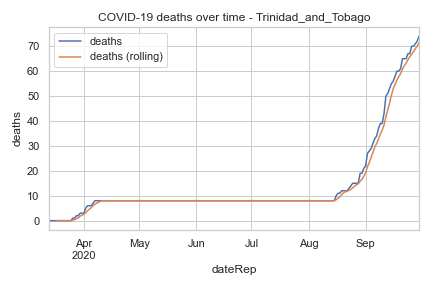 COVID-19 deaths over time - Trinidad_and_Tobago
deaths
deaths (rolling)
deaths
70
60
50
40
30
20
10
0
Apr May Jun Jul Aug Sep
2020
dateRep